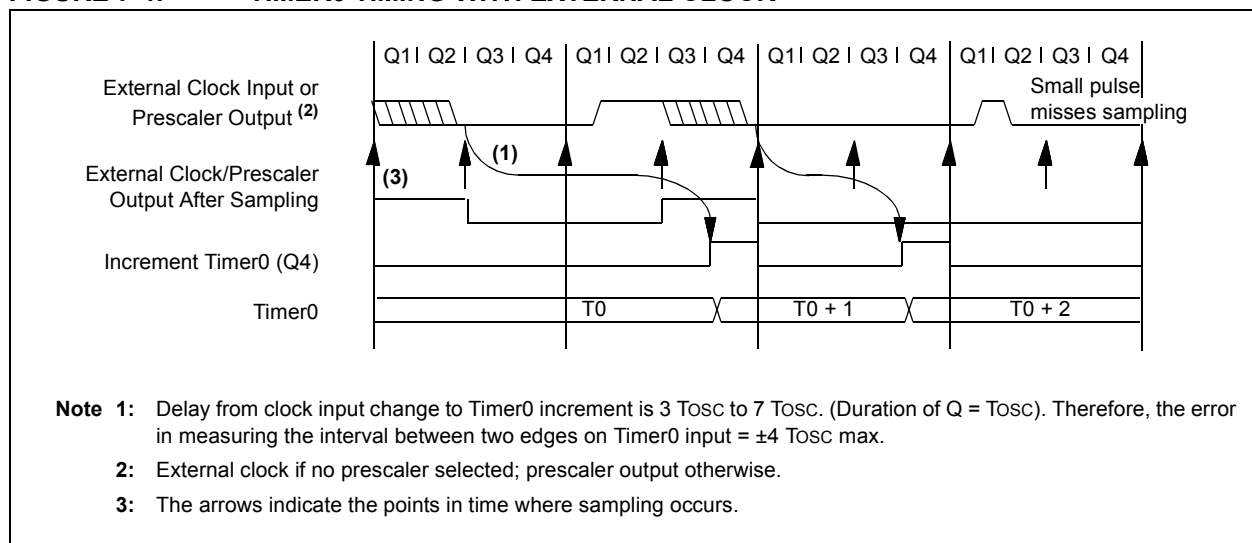 Q1 | Q2 | Q3 | Q4 Q1 | Q2 | Q3 | Q4 Q1 | Q2 | Q3 | Q4 Q1 | Q2 | Q3 | Q4
External Clock Input or
Prescaler Output (2)
Small pulse
misses sampling
(1)
External Clock/Prescaler
Output After Sampling
(3)
Increment Timer0 (Q4)
Timer0
T0
T0 + 1
T0 + 2
Note 1: Delay from clock input change to Timer0 increment is 3 TOSC to 7 TOSC. (Duration of Q = TOSC). Therefore, the error
in measuring the interval between two edges on Timer0 input = ±4 TOSC max.
2: External clock if no prescaler selected; prescaler output otherwise.
3: The arrows indicate the points in time where sampling occurs.